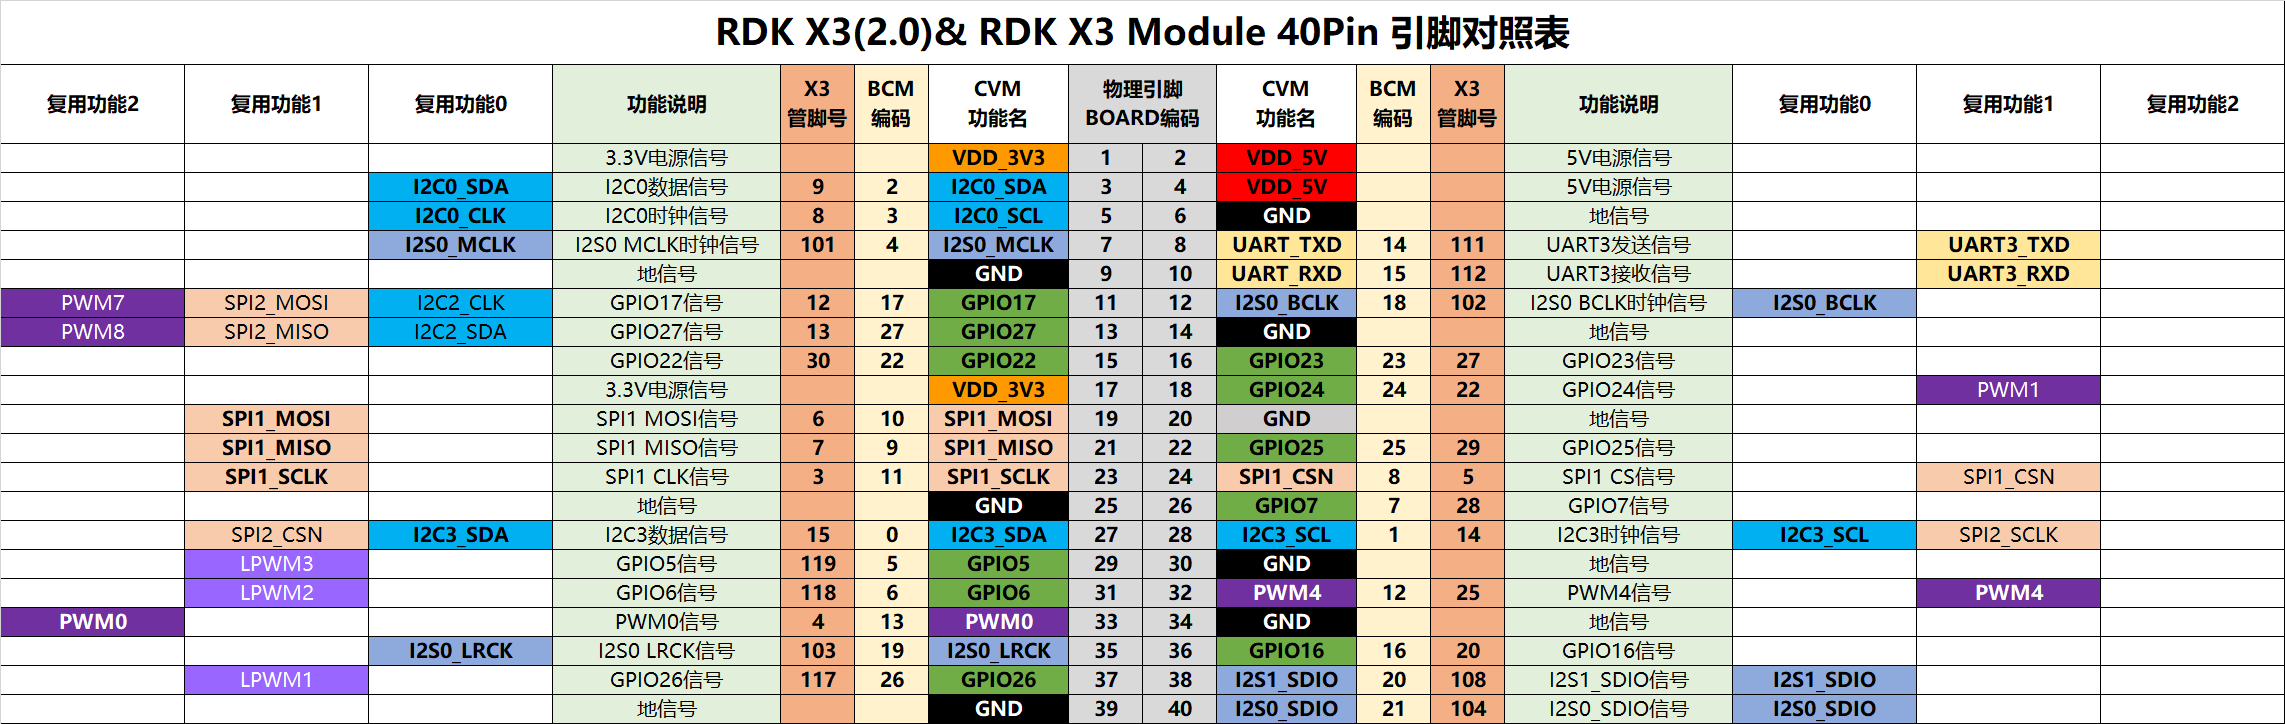 RDK X3(2.0)& RDK X3 Module 40Pin 引脚对照表
复用功能2 复用功能1 复用功能0 功能说明 X3 管脚号 BCM 编码 CVM 功能名 物理引脚 BOARD编码 CVM 功能名 BCM 编码 X3 管脚号 功能说明 复用功能0 复用功能1 复用功能2
3.3V电源信号 VDD_3V3 1 2 VDD_5V 5V电源信号
I2C0_SDA I2C0数据信号 9 2 I2C0_SDA 3 4 VDD_5V 5V电源信号
I2C0_CLK I2C0时钟信号 8 3 I2C0_SCL 5 6 GND 地信号
I2S0_MCLK I2S0 MCLK时钟信号 101 4 I2S0_MCLK 7 8 UART_TXD 14 111 UART3发送信号 UART3_TXD
地信号 GND 9 10 UART_RXD 15 112 UART3接收信号 UART3_RXD
PWM7 SPI2_MOSI I2C2_CLK GPIO17信号 12 17 GPIO17 11 12 I2S0_BCLK 18 102 I2S0 BCLK时钟信号 I2S0_BCLK
PWM8 SPI2_MISO I2C2_SDA GPIO27信号 13 27 GPIO27 13 14 GND 地信号
GPIO22信号 30 22 GPIO22 15 16 GPIO23 23 27 GPIO23信号
3.3V电源信号 VDD_3V3 17 18 GPIO24 24 22 GPIO24信号 PWM1
SPI1_MOSI SPI1 MOSI信号 6 10 SPI1_MOSI 19 20 GND 地信号
SPI1_MISO SPI1 MISO信号 7 9 SPI1_MISO 21 22 GPIO25 25 29 GPIO25信号
SPI1_SCLK SPI1 CLK信号 3 11 SPI1_SCLK 23 24 SPI1_CSN 8 5 SPI1 CS信号 SPI1_CSN
地信号 GND 25 26 GPIO7 7 28 GPIO7信号
SPI2_CSN I2C3_SDA I2C3数据信号 15 0 I2C3_SDA 27 28 I2C3_SCL 1 14 I2C3时钟信号 I2C3_SCL SPI2_SCLK
LPWM3 GPIO5信号 119 5 GPIO5 29 30 GND 地信号
LPWM2 GPIO6信号 118 6 GPIO6 31 32 PWM4 12 25 PWM4信号 PWM4
PWM0 PWM0信号 4 13 PWM0 33 34 GND 地信号
I2S0_LRCK I2S0 LRCK信号 103 19 I2S0_LRCK 35 36 GPIO16 16 20 GPIO16信号
LPWM1 GPIO26信号 117 26 GPIO26 37 38 I2S1_SDIO 20 108 I2S1_SDIO信号 I2S1_SDIO
地信号 GND 39 40 I2S0_SDIO 21 104 I2S0_SDIO信号 I2S0_SDIO